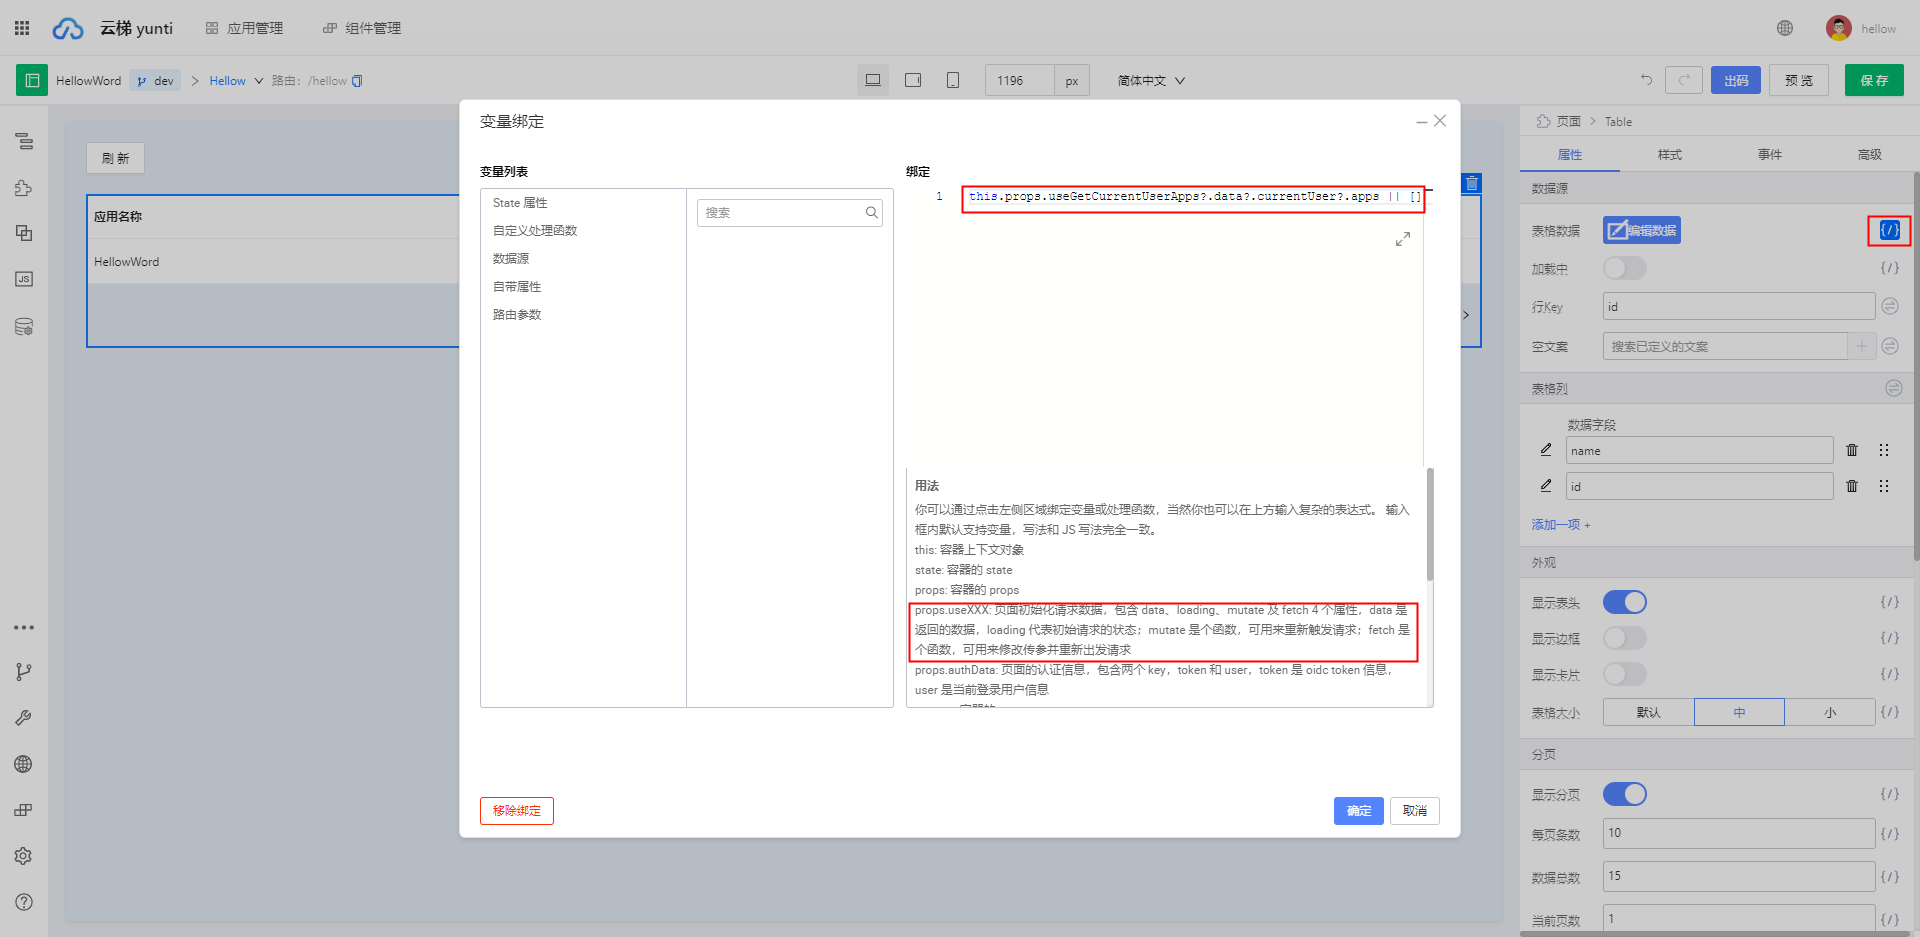 云梯 yunti
应用管理
组件管理
hellow
HellowWord
dev
Hellow
路由: /hellow
1196
px
简体中文
出码
预 览
保 存
刷 新
应用名称
HellowWord
变量绑定
变量列表
State 属性
自定义处理函数
数据源
自带属性
路由参数
搜索
绑定
1
this.props.useGetCurrentUserApps?.data?.currentUser?.apps || []
用法
你可以通过点击左侧区域绑定变量或处理函数，当然你也可以在上方输入复杂的表达式。 输入
框内默认支持变量，写法和 JS 写法完全一致。
this: 容器上下文对象
state: 容器的 state
props: 容器的 props
props.useXXX: 页面初始化请求数据，包含 data、loading、mutate 及 fetch 4 个属性，data 是
返回的数据，loading 代表初始请求的状态；mutate 是个函数，可用来重新触发请求；fetch 是
个函数，可用来修改传参并重新出发请求
props.authData: 页面的认证信息，包含两个 key，token 和 user，token 是 oidc token 信息，
user 是当前登录用户信息
移除绑定
确定
取消
页面
Table
属性
样式
事件
高级
数据源
表格数据
编辑数据
{/}
加载中
{/}
行Key
id
空文案
搜索已定义的文案
+
表格列
数据字段
name
id
添加一项 +
外观
显示表头
{/}
显示边框
{/}
显示卡片
{/}
表格大小
默认
中
小
{/}
分页
显示分页
{/}
每页条数
10
{/}
数据总数
15
{/}
当前页数
1
{/}
JS